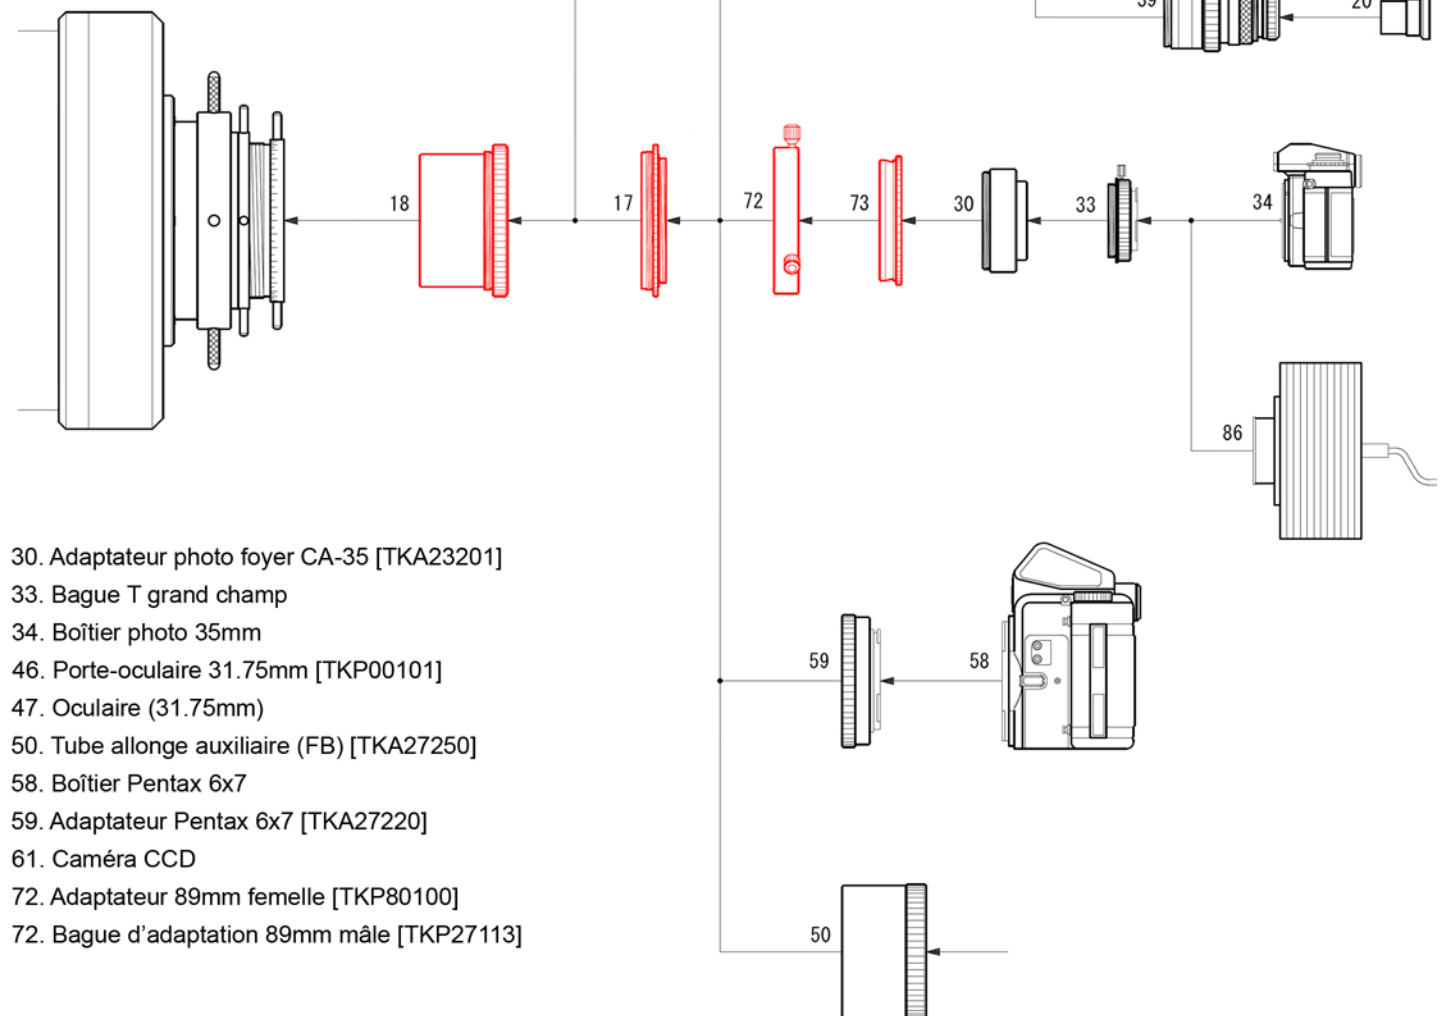 39
20
18
17
72
73
30
33
34
86
30. Adaptateur photo foyer CA-35 [TKA23201]
33. Bague T grand champ
34. Boîtier photo 35mm
46. Porte-oculaire 31.75mm [TKP00101]
47. Oculaire (31.75mm)
50. Tube allonge auxiliaire (FB) [TKA27250]
58. Boîtier Pentax 6x7
59. Adaptateur Pentax 6x7 [TKA27220]
61. Caméra CCD
72. Adaptateur 89mm femelle [TKP80100]
72. Bague d’adaptation 89mm mâle [TKP27113]
59
58
50